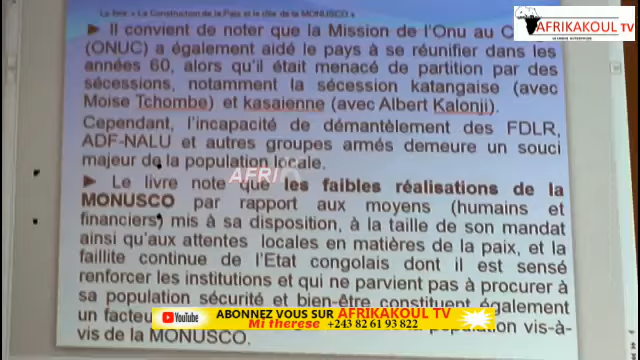 Le livre « La Construction de la Paix et le rôle de la MONUSCO »
AFRIKAKOUL TV
► Il convient de noter que la Mission de l'Onu au C
(ONUC) a également aidé le pays à se réunifier dans les
années 60, alors qu'il était menacé de partition par des
sécessions, notamment la sécession katangaise (avec
Moise Tchombe) et kasaienne (avec Albert Kalonji).
Cependant, l'incapacité de démantèlement des FDLR,
ADF-NALU et autres groupes armés demeure un souci
majeur de la population locale.
AFRI
► Le livre note que les faibles réalisations de la
MONUSCO par rapport aux moyens (humains et
financiers) mis à sa disposition, à la taille de son mandat
ainsi qu'aux attentes locales en matières de la paix, et la
faillite continue de l'Etat congolais dont il est sensé
renforcer les institutions et qui ne parvient pas à procurer à
sa population sécurité et bien-être constituent également
un facteu population vis-à-
vis de la MONUSCO.
YouTube
ABONNEZ VOUS SUR AFRIKAKOUL TV
Mi therese +243 82 61 93 822